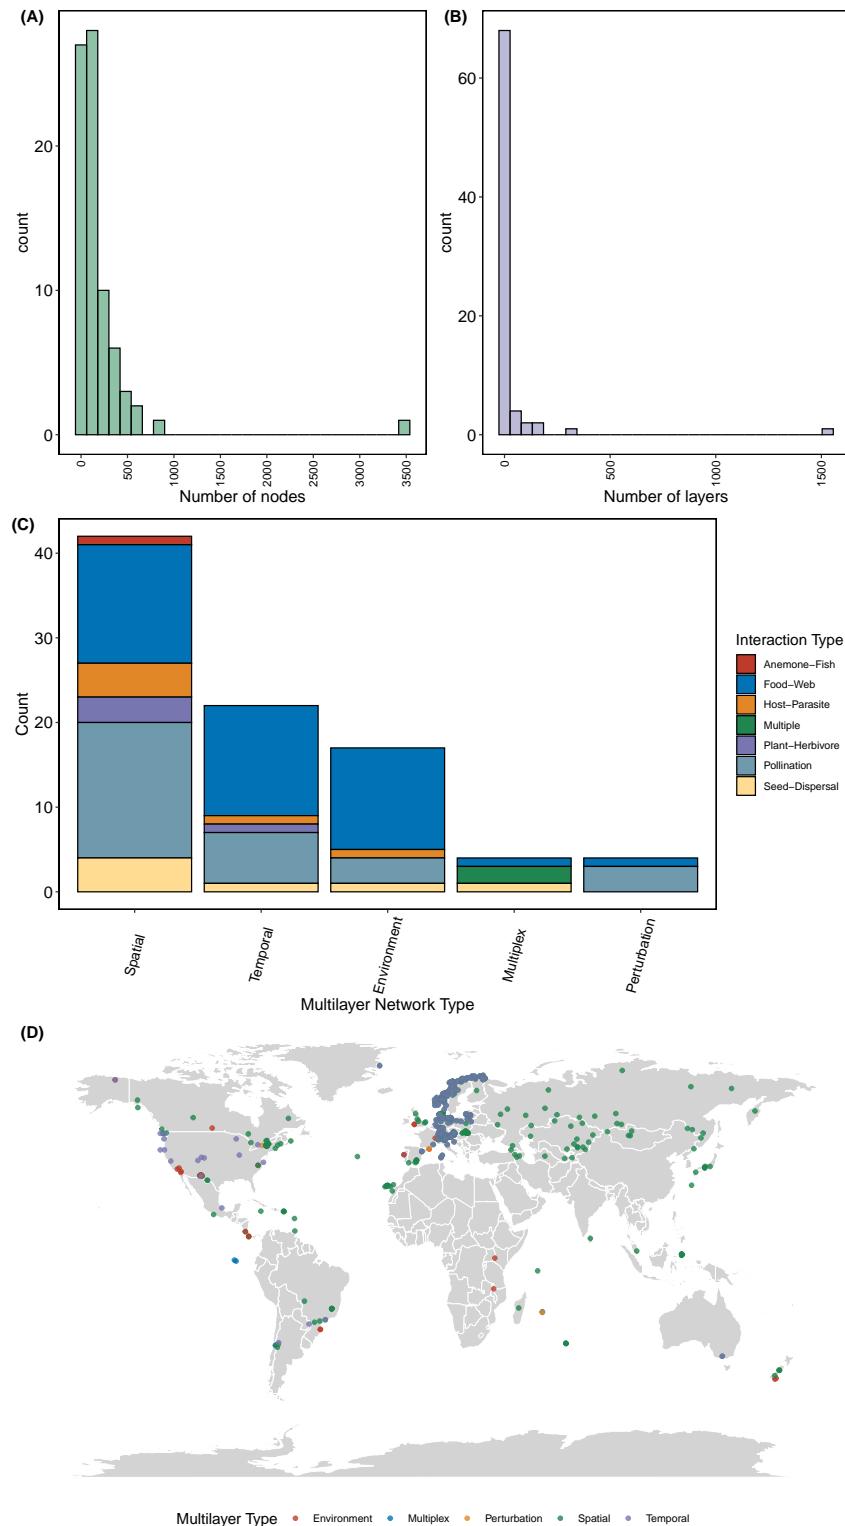 (A)
(B)
count
0
10
20
0
500
1000
1500
2000
2500
3000
3500
Number of nodes
count
0
20
40
60
0
500
1000
1500
Number of layers
(C)
Count
0
10
20
30
40
Spatial
Temporal
Environment
Multiplex
Perturbation
Multilayer Network Type
Interaction Type
Anemone−Fish
Food−Web
Host−Parasite
Multiple
Plant−Herbivore
Pollination
Seed−Dispersal
(D)
Multilayer Type
Environment
Multiplex
Perturbation
Spatial
Temporal